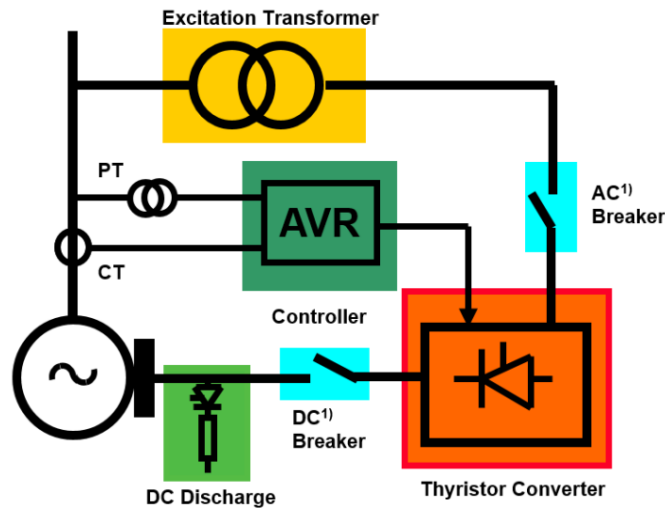 Excitation Transformer
PT
AVR
AC¹⁾
Breaker
CT
Controller
DC¹⁾
Breaker
DC Discharge
Thyristor Converter